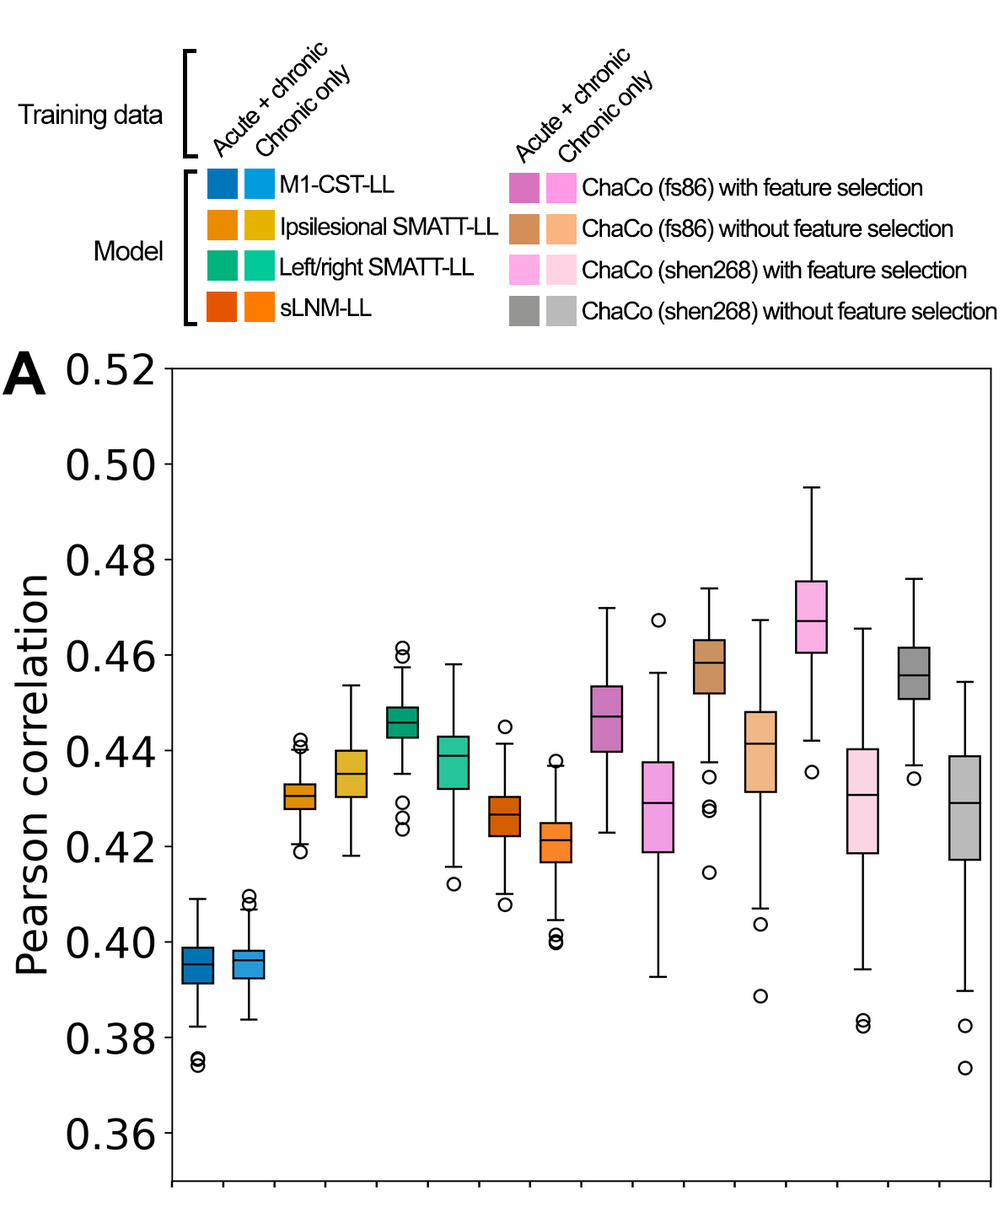 Training data
Acute + chronic
Chronic only
Acute + chronic
Chronic only
Model
M1-CST-LL
Ipsilesional SMATT-LL
Left/right SMATT-LL
sLNM-LL
ChaCo (fs86) with feature selection
ChaCo (fs86) without feature selection
ChaCo (shen268) with feature selection
ChaCo (shen268) without feature selection
A
Pearson correlation
0.52
0.50
0.48
0.46
0.44
0.42
0.40
0.38
0.36